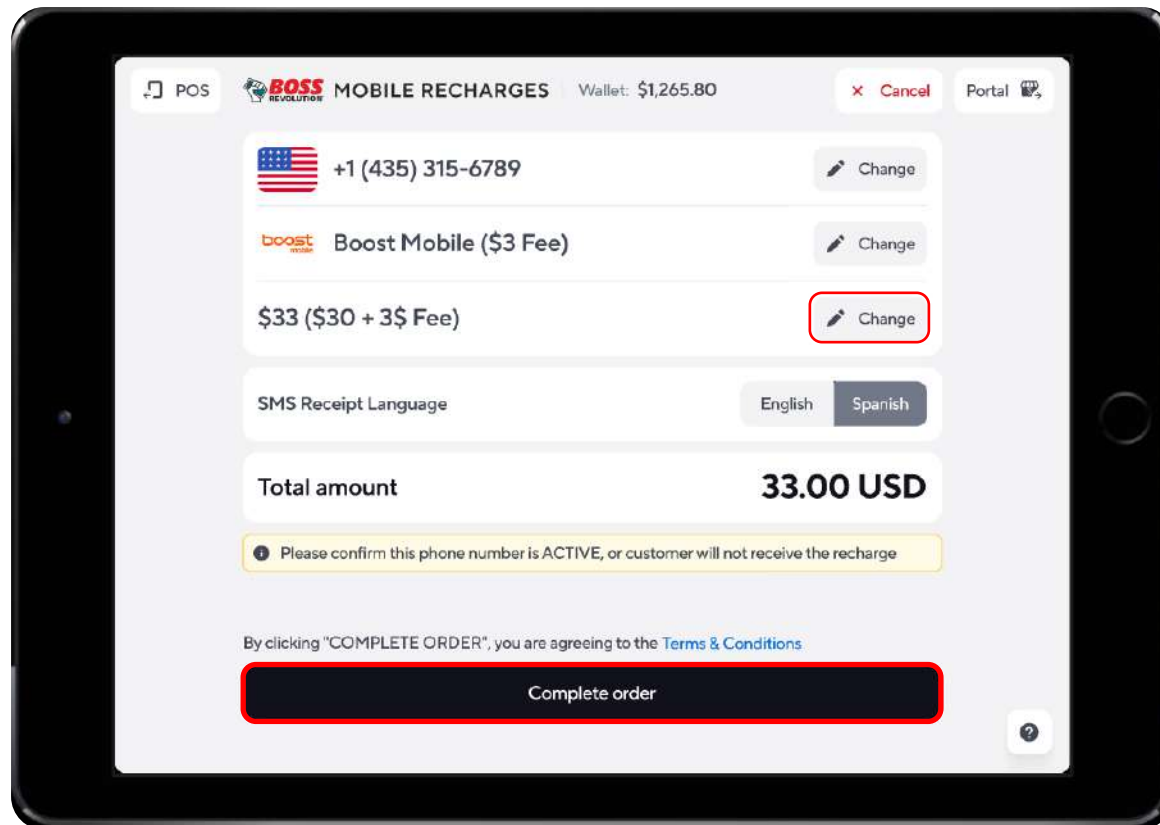 POS
BOSS REVOLUTION MOBILE RECHARGES Wallet: $1,265.80
× Cancel
Portal
+1 (435) 315-6789
Change
boost mobile
Boost Mobile ($3 Fee)
Change
$33 ($30 + 3$ Fee)
Change
SMS Receipt Language
English
Spanish
Total amount
33.00 USD
Please confirm this phone number is ACTIVE, or customer will not receive the recharge
By clicking "COMPLETE ORDER", you are agreeing to the Terms & Conditions
Complete order
?